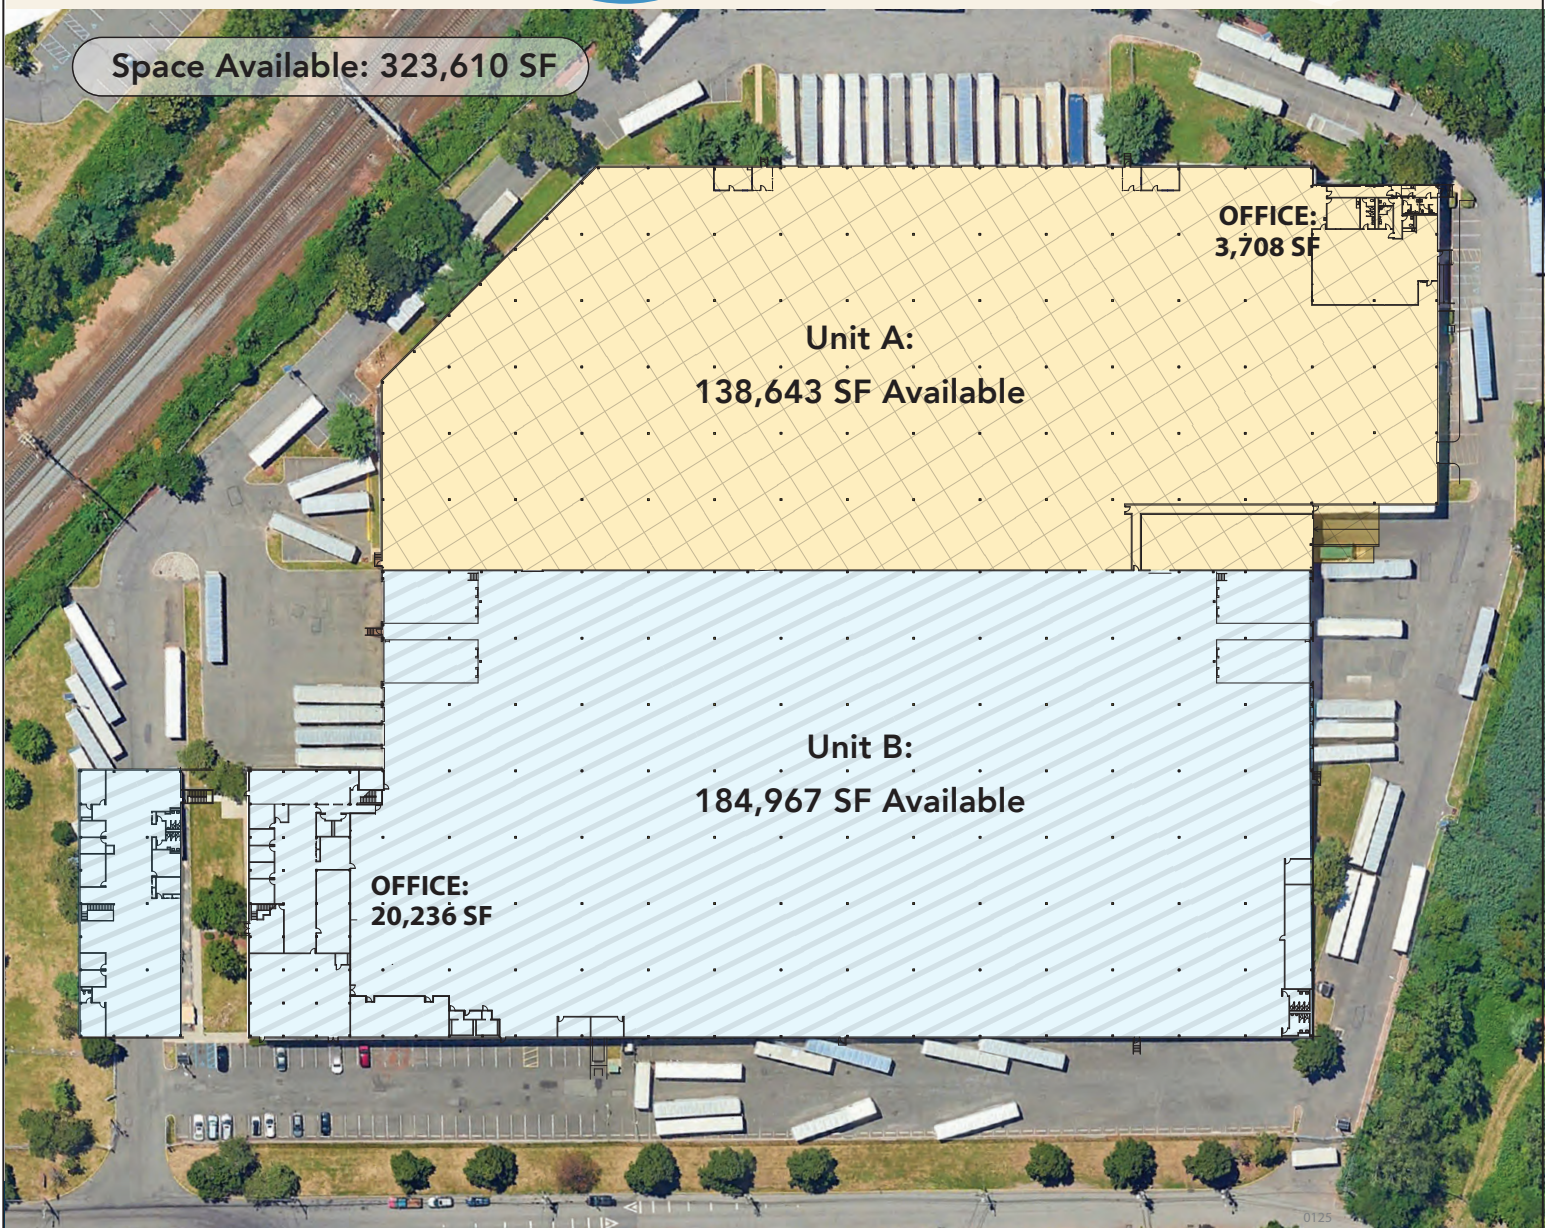 Space Available: 323,610 SF
OFFICE:
3,708 SF
Unit A:
138,643 SF Available
Unit B:
184,967 SF Available
OFFICE:
20,236 SF
0125